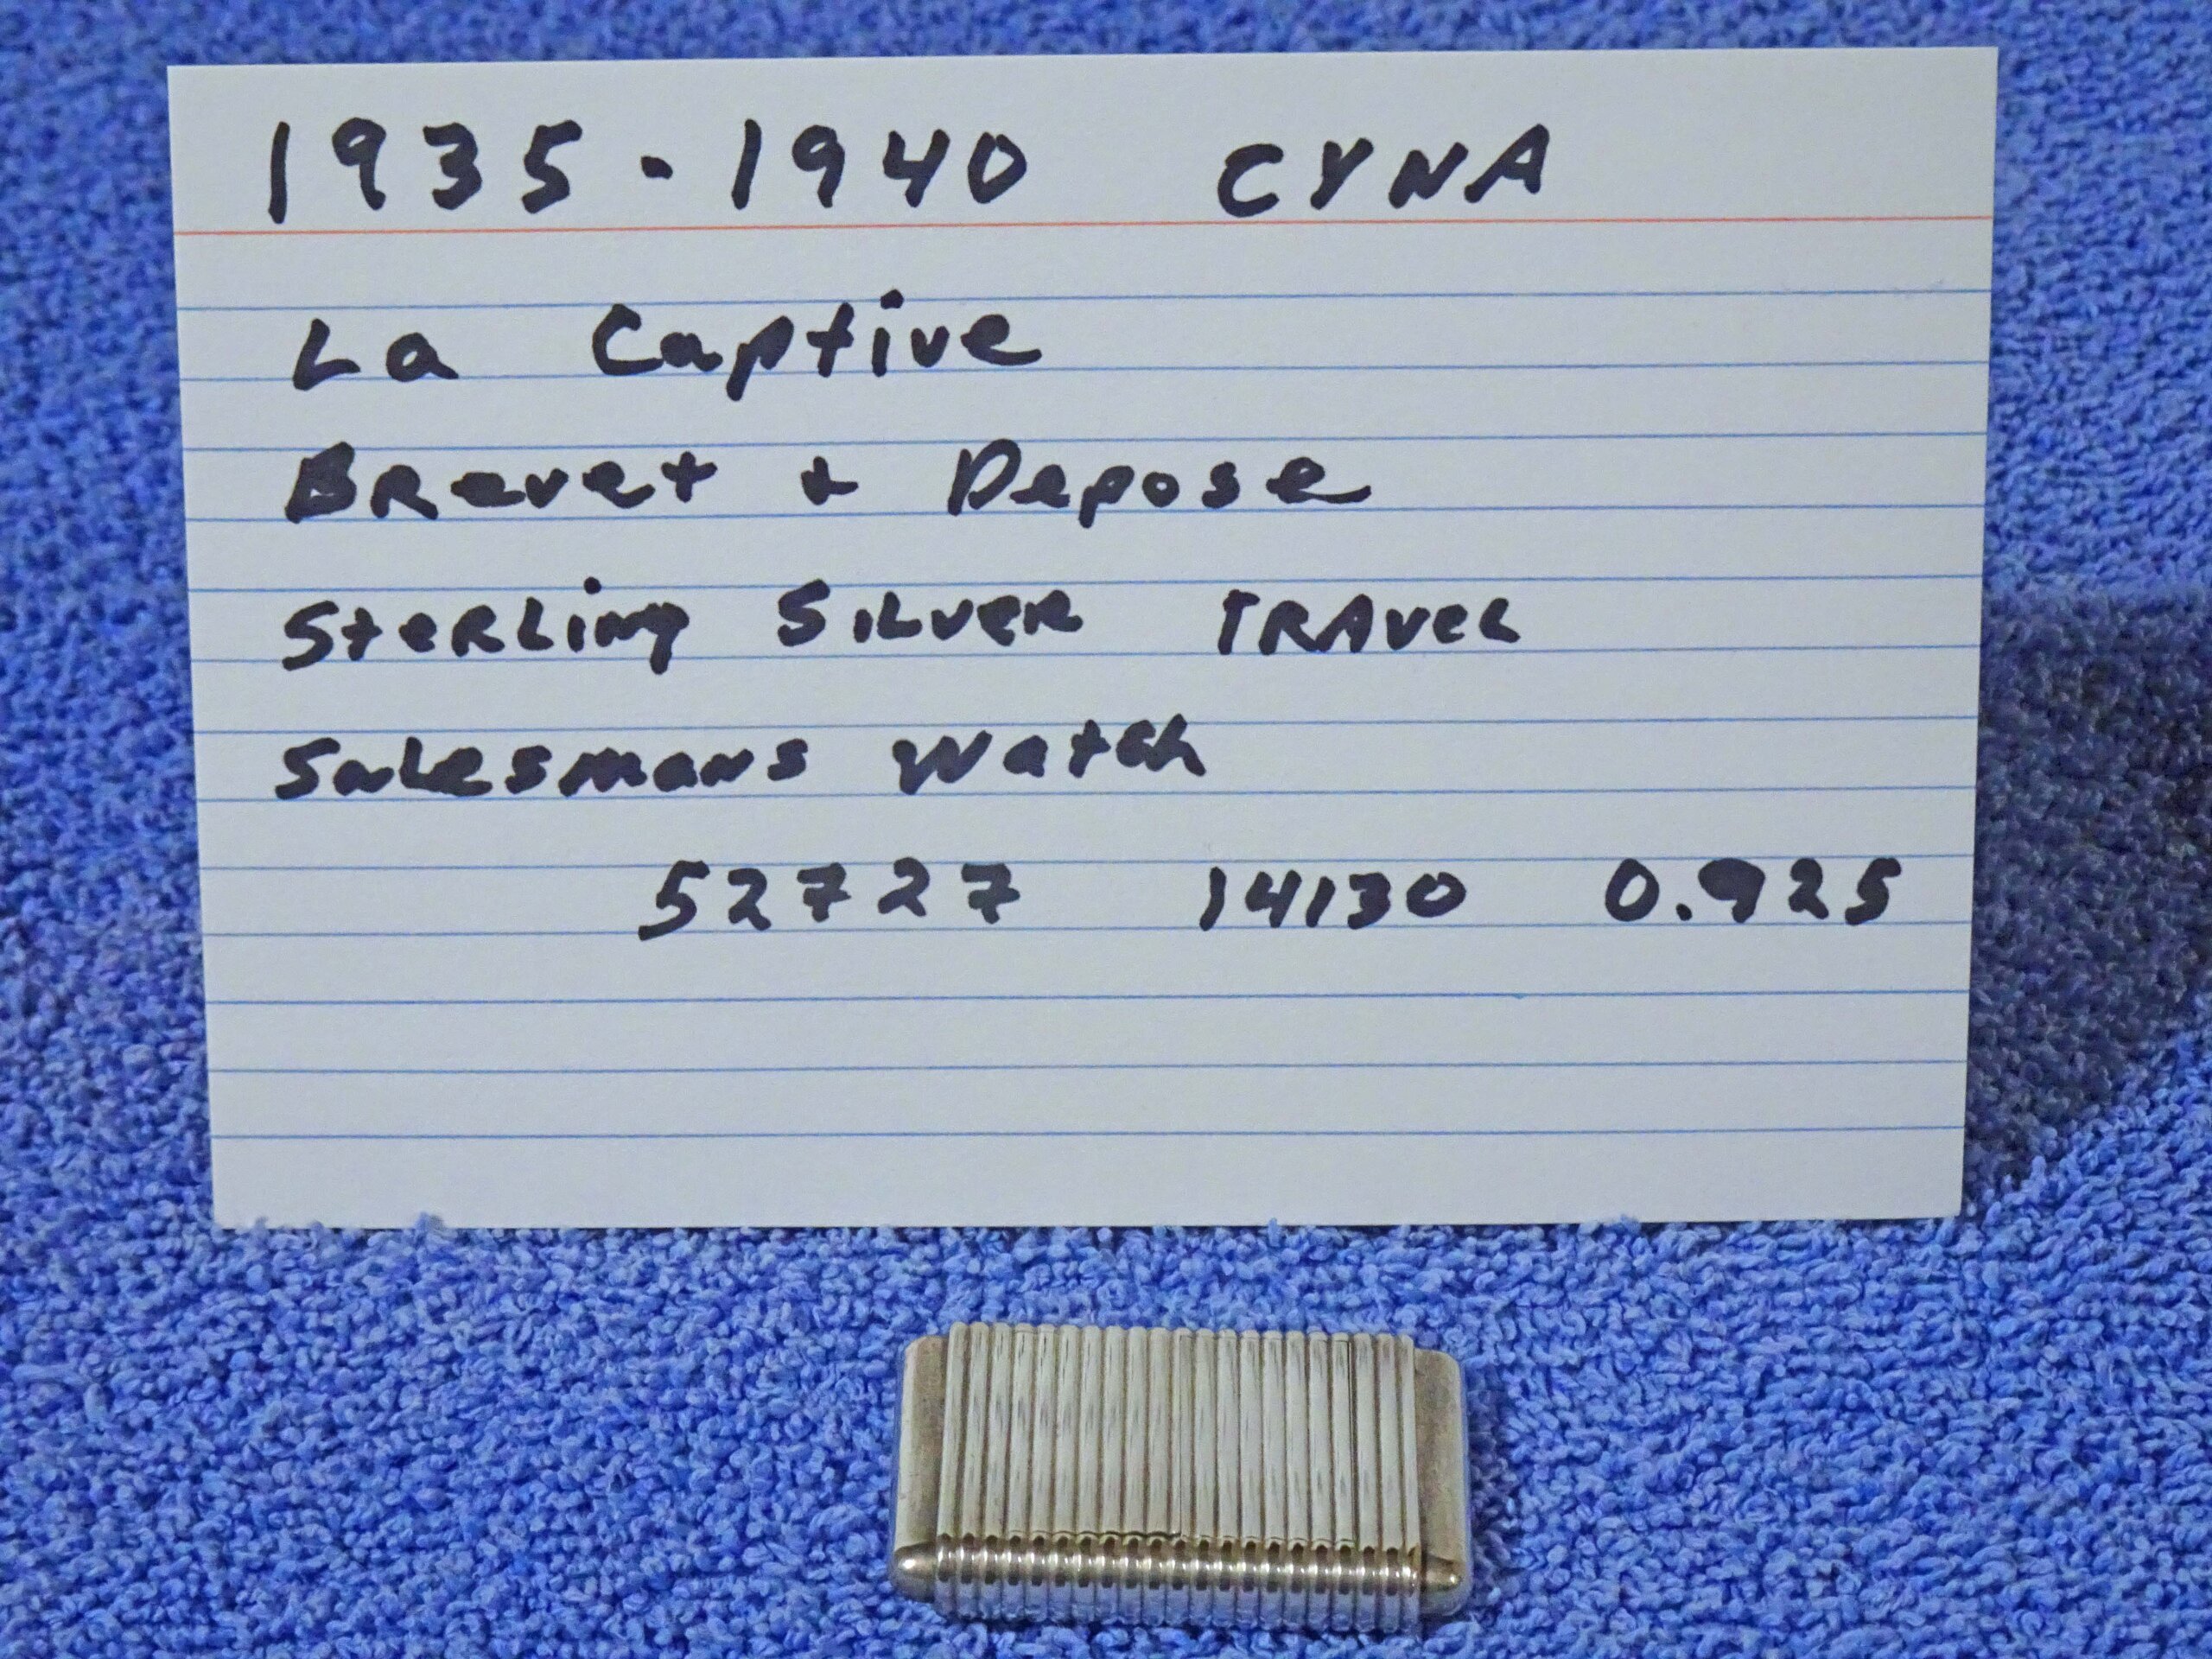 1935-1940 CYNA
La Captive
Brevet + Depose
Sterling Silver Travel
Salesmans Watch
52727 14130 0.925